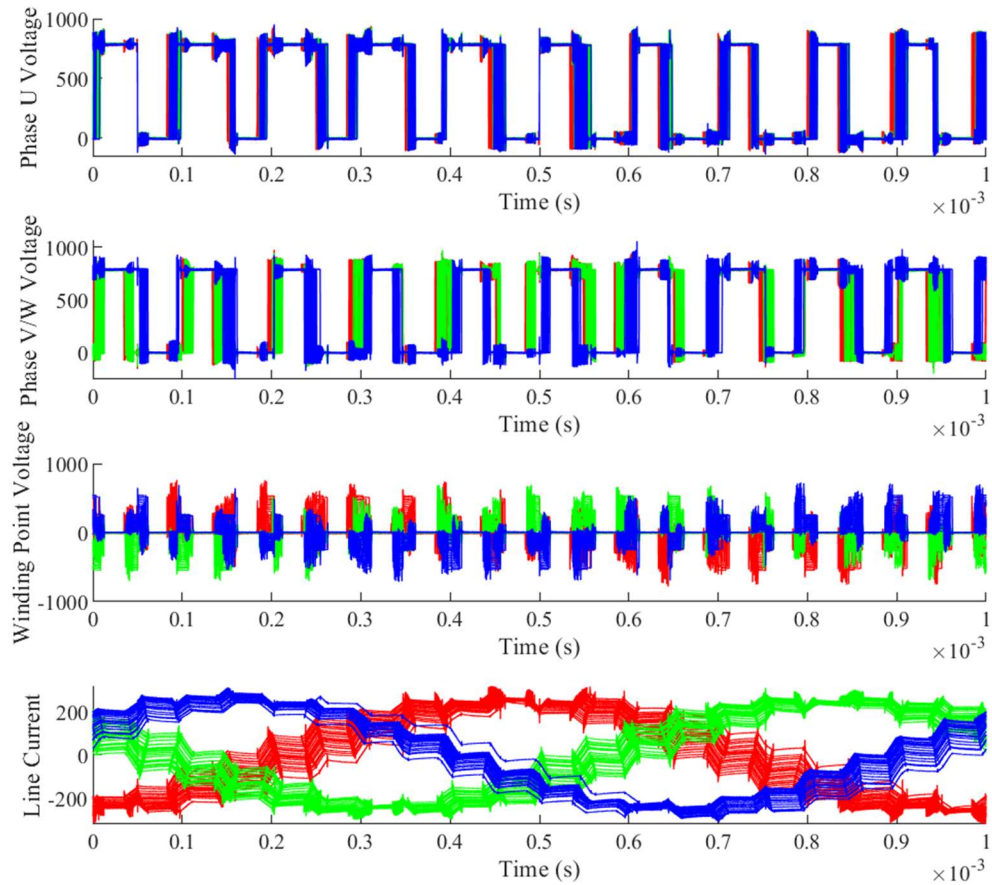 Phase U Voltage
1000
500
0
0 0.1 0.2 0.3 0.4 0.5 0.6 0.7 0.8 0.9 1
Time (s)
×10-3
Phase V/W Voltage
1000
500
0
0 0.1 0.2 0.3 0.4 0.5 0.6 0.7 0.8 0.9 1
Time (s)
×10-3
Winding Point Voltage
1000
0
-1000
0 0.1 0.2 0.3 0.4 0.5 0.6 0.7 0.8 0.9 1
Time (s)
×10-3
Line Current
200
0
-200
0 0.1 0.2 0.3 0.4 0.5 0.6 0.7 0.8 0.9 1
Time (s)
×10-3